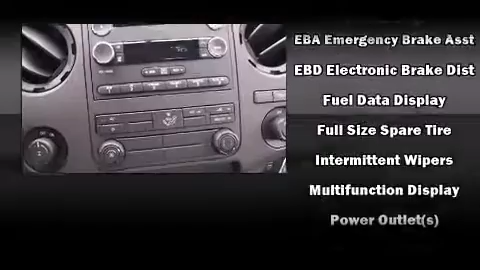 EBA Emergency Brake Asst
EBD Electronic Brake Dist
Fuel Data Display
Full Size Spare Tire
Intermittent Wipers
Multifunction Display
Power Outlet(s)